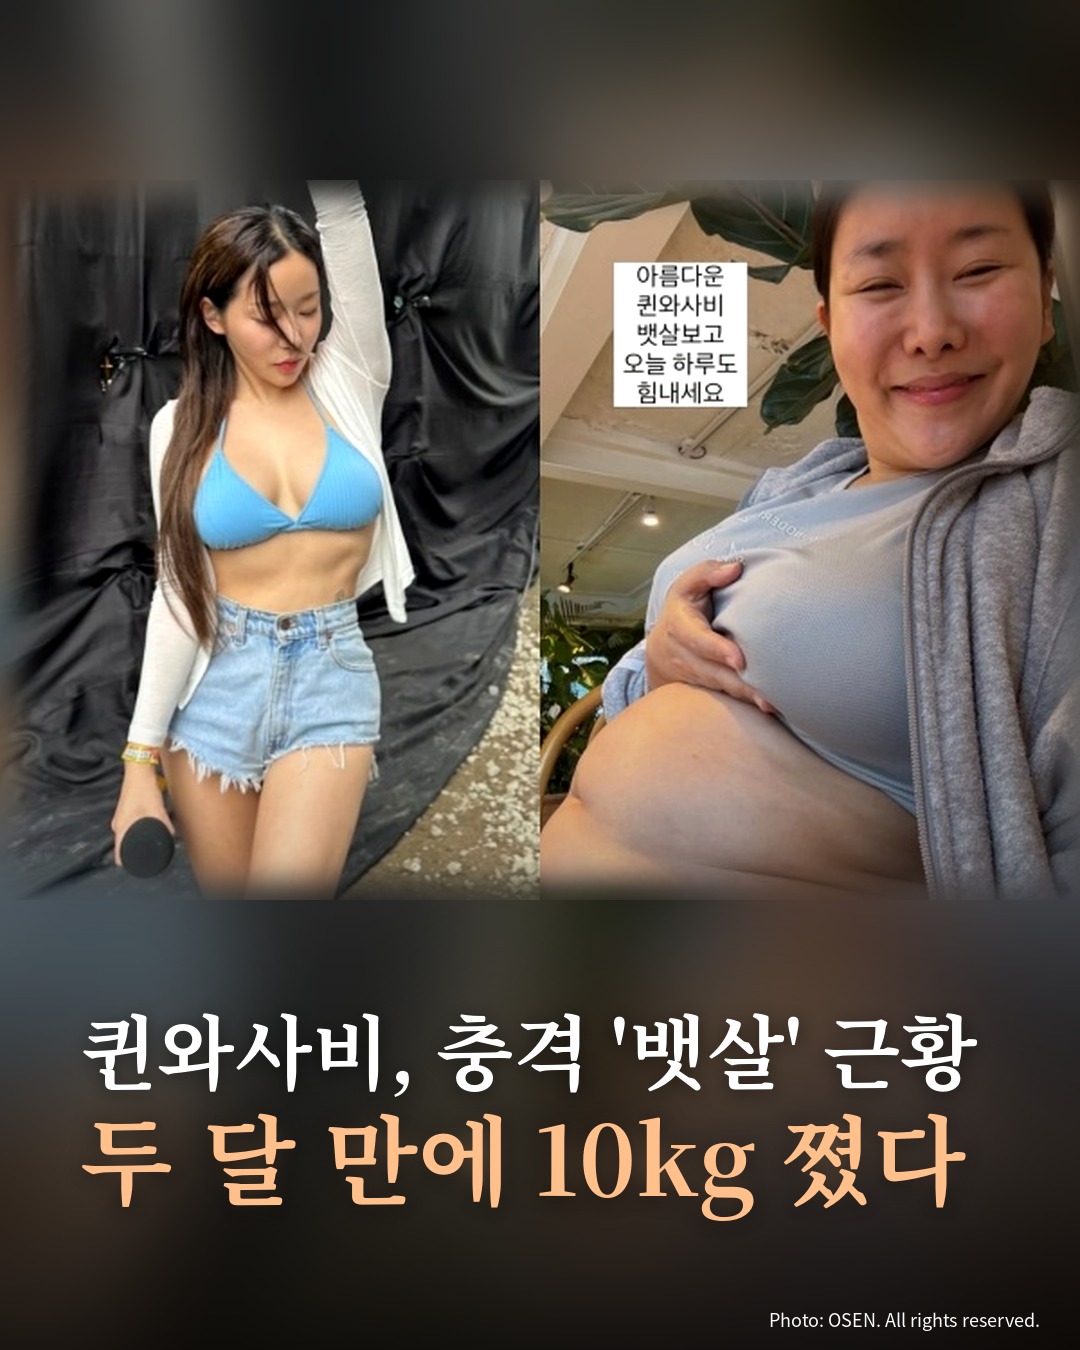 아름다운
퀸와사비
뱃살보고
오늘 하루도
힘내세요
퀸와사비, 충격 '뱃살' 근황
두 달 만에 10kg 쪘다
Photo: OSEN. All rights reserved.